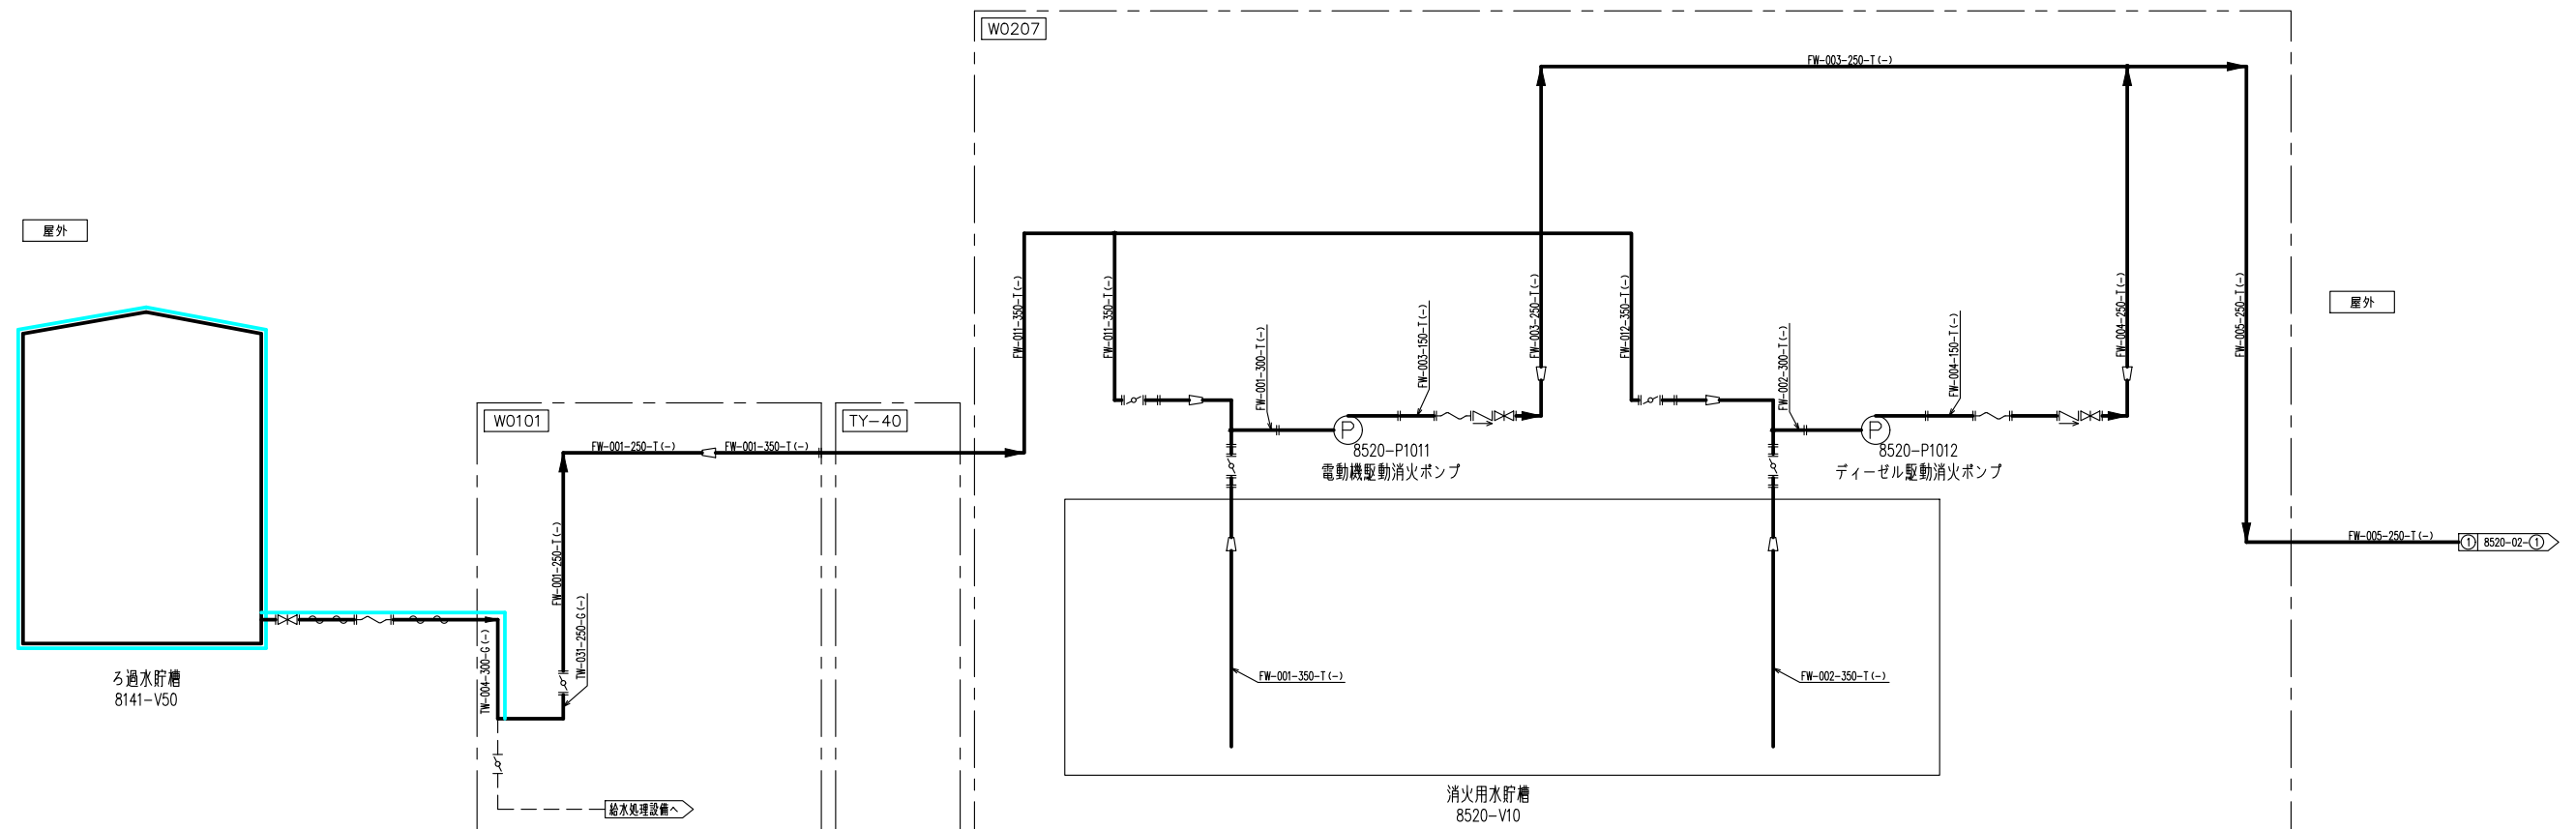 W0207
FW-003-250-T(-)
屋外
FW-011-350-T(-)
FW-011-350-T(-)
FW-001-300-T(-)
FW-003-150-T(-)
FW-003-250-T(-)
FW-012-350-T(-)
FW-002-300-T(-)
FW-004-150-T(-)
FW-004-250-T(-)
FW-005-250-T(-)
屋外
W0101
TY-40
FW-001-250-T(-)
FW-001-350-T(-)
P
8520-P1011
電動機駆動消火ポンプ
P
8520-P1012
ディーゼル駆動消火ポンプ
FW-001-250-T(-)
TW-031-250-G(-)
TW-004-300-G(-)
FW-005-250-T(-)
1 8520-02-1
ろ過水貯槽
8141-V50
FW-001-350-T(-)
FW-002-350-T(-)
給水処理設備へ
消火用水貯槽
8520-V10